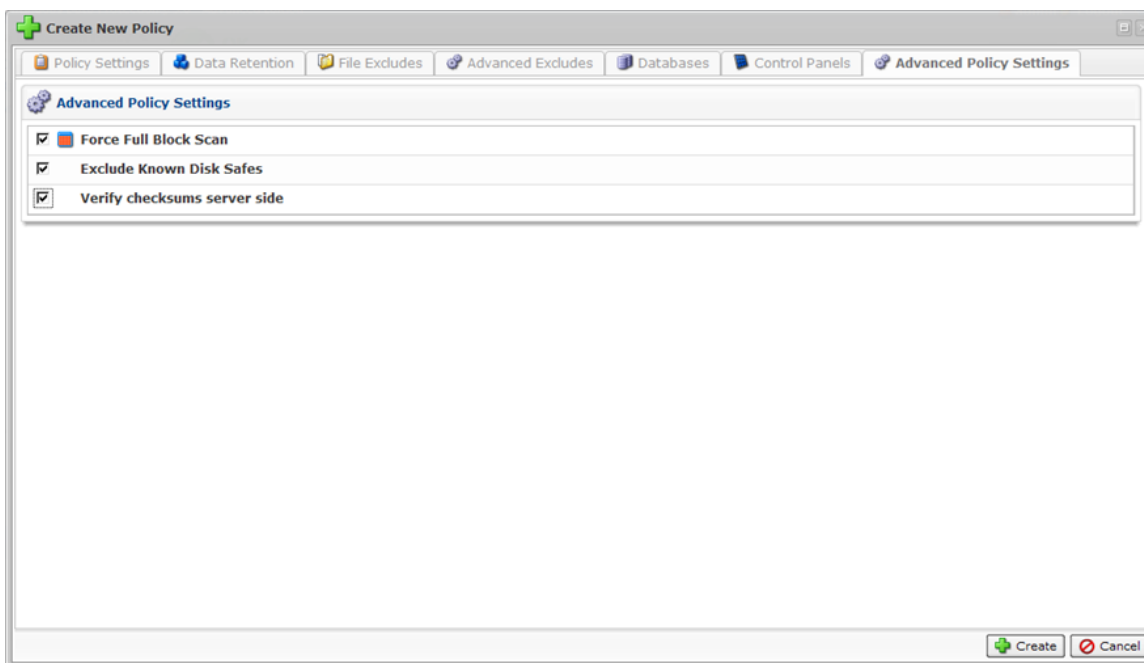 Create New Policy
Policy Settings Data Retention File Excludes Advanced Excludes Databases Control Panels Advanced Policy Settings
Advanced Policy Settings
Force Full Block Scan
Exclude Known Disk Safes
Verify checksums server side
Create Cancel